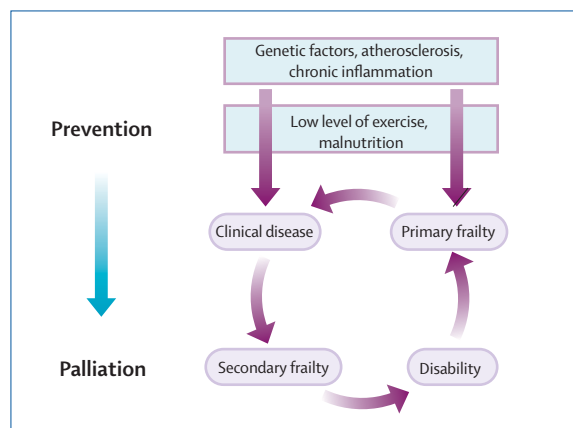 Genetic factors, atherosclerosis,
chronic inflammation
Prevention
Low level of exercise,
malnutrition
Clinical disease
Primary frailty
Palliation
Secondary frailty
Disability